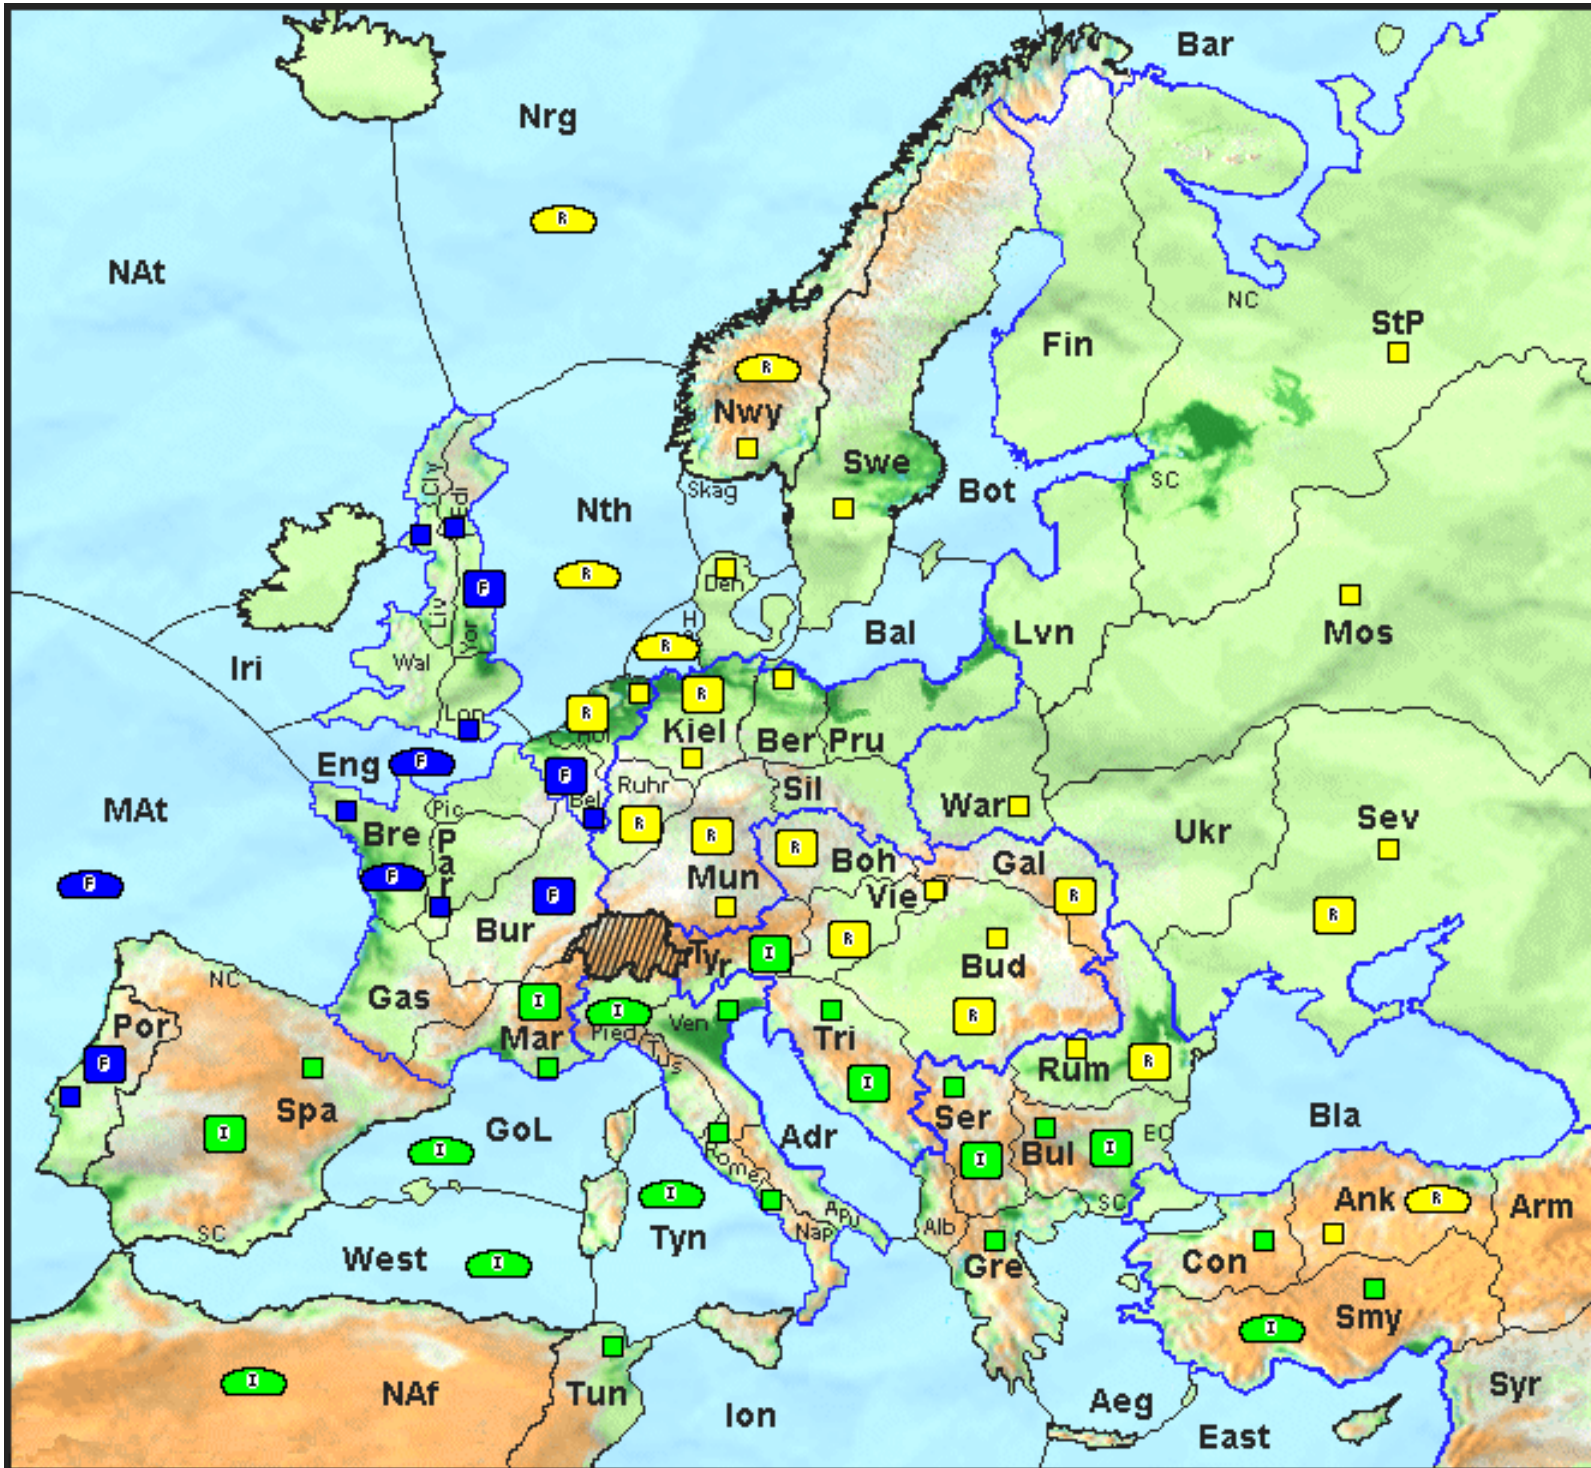 Bar
Nrg
R
NAt
NC
StP
Fin
R
Nwy
Swe
Cly
Edi
Skag
SC
Bot
Nth
R
Den
F
Liv
Yor
H
R
Bal
Lvn
Mos
Iri
Wal
Lon
R
R
Hol
Kiel
Ber
Pru
Eng
F
F
Bel
Ruhr
Sil
War
MAt
Pic
Bre
Par
R
R
R
Boh
Gal
Ukr
Sev
F
F
F
Mun
Vie
R
R
Bur
Tyr
I
R
Bud
NC
Gas
I
I
Ven
R
Por
Mar
Pied
Tus
Tri
F
Rum
R
I
Spa
Ser
Bla
I
GoL
Adr
EC
I
Rome
I
Bul
I
I
Apu
SC
Ank
R
Arm
SC
West
Tyn
Nap
Alb
Gre
Con
I
Smy
I
I
NAf
Tun
Ion
Aeg
East
Syr